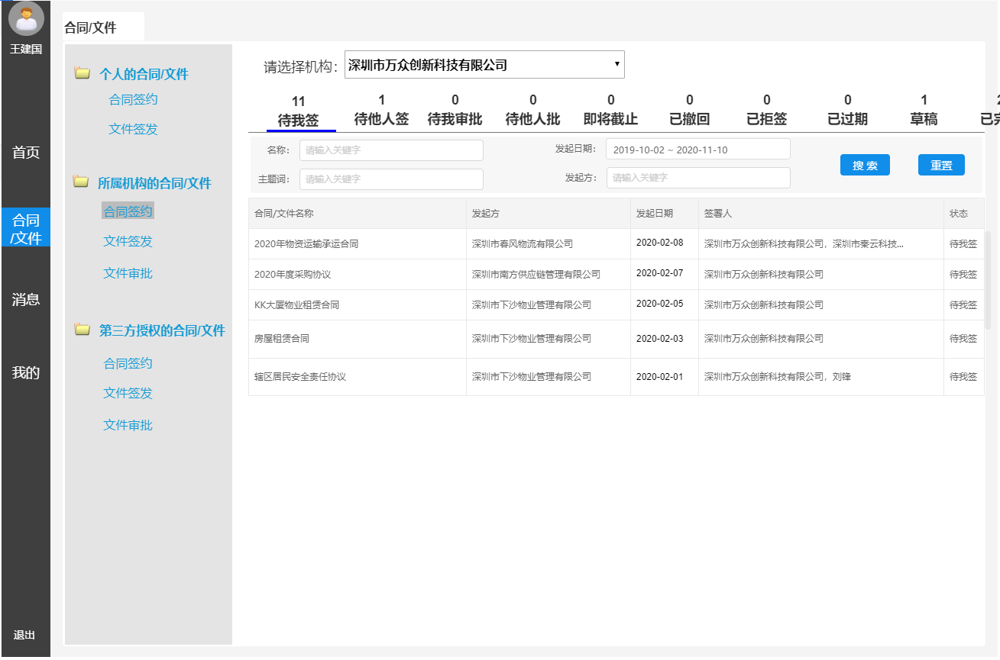 王建国
首页
合同
/文件
消息
我的
退出
合同/文件
个人的合同/文件
合同签约
文件签发
所属机构的合同/文件
合同签约
文件签发
文件审批
第三方授权的合同/文件
合同签约
文件签发
文件审批
请选择机构： 深圳市万众创新科技有限公司
11 1 0 0 0 0 0 0 1
待我签 待他人签 待我审批 待他人批 即将截止 已撤回 已拒签 已过期 草稿
名称： 请输入关键字 发起日期： 2019-10-02 ~ 2020-11-10
搜 索 重置
主题词： 请输入关键字 发起方： 请输入关键字
合同/文件名称 发起方 发起日期 签署人 状态
2020年物资运输承运合同 深圳市春风物流有限公司 2020-02-08 深圳市万众创新科技有限公司，深圳市秦云科技... 待我签
2020年度采购协议 深圳市南方供应链管理有限公司 2020-02-07 深圳市万众创新科技有限公司 待我签
KK大厦物业租赁合同 深圳市下沙物业管理有限公司 2020-02-05 深圳市万众创新科技有限公司 待我签
房屋租赁合同 深圳市下沙物业管理有限公司 2020-02-03 深圳市万众创新科技有限公司 待我签
辖区居民安全责任协议 深圳市下沙物业管理有限公司 2020-02-01 深圳市万众创新科技有限公司，刘锋 待我签